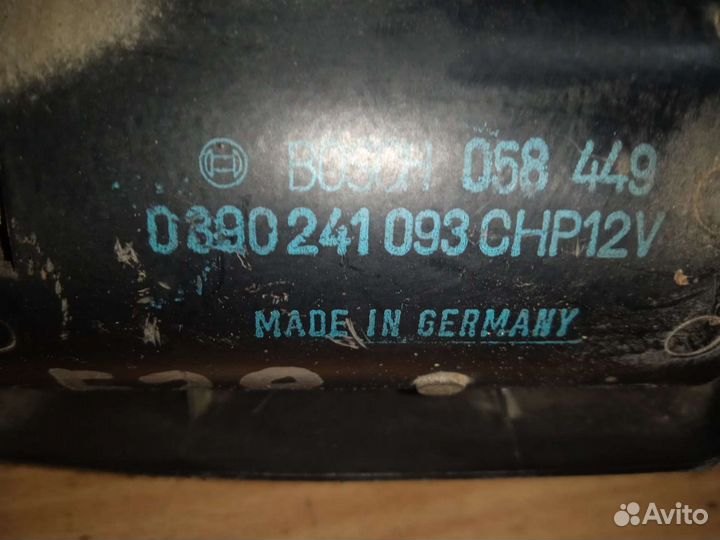 BOSCH 058 449
0 390 241 093 CHP12V
MADE IN GERMANY
Avito